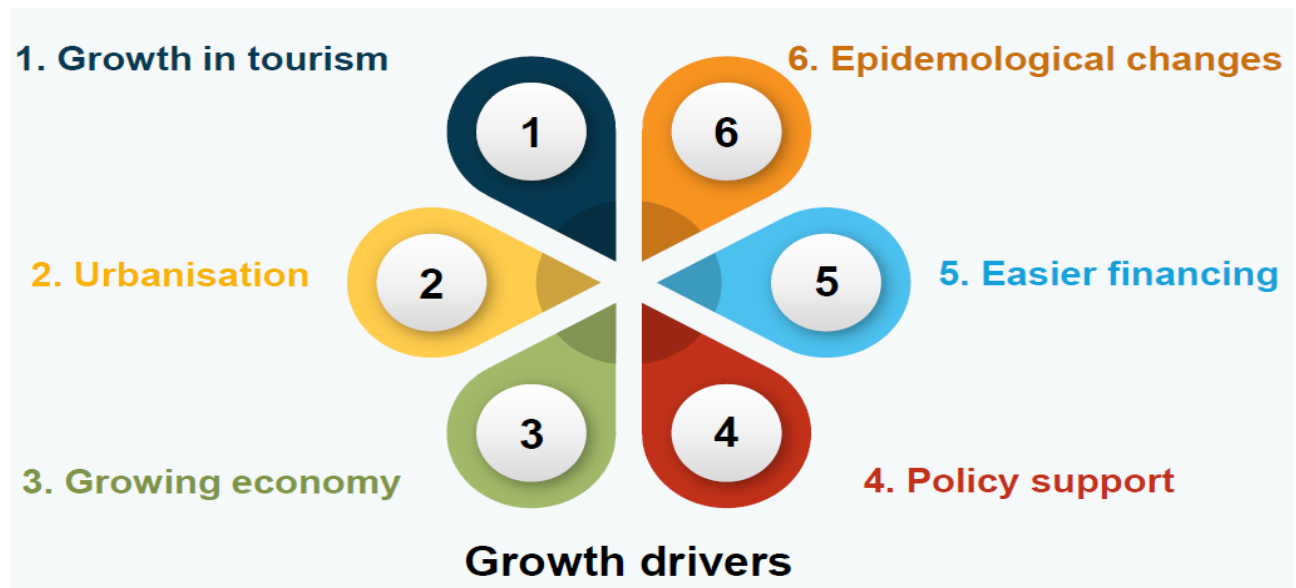 1. Growth in tourism
6. Epidemological changes
1
6
2. Urbanisation
2
5
5. Easier financing
3
4
3. Growing economy
4. Policy support
Growth drivers